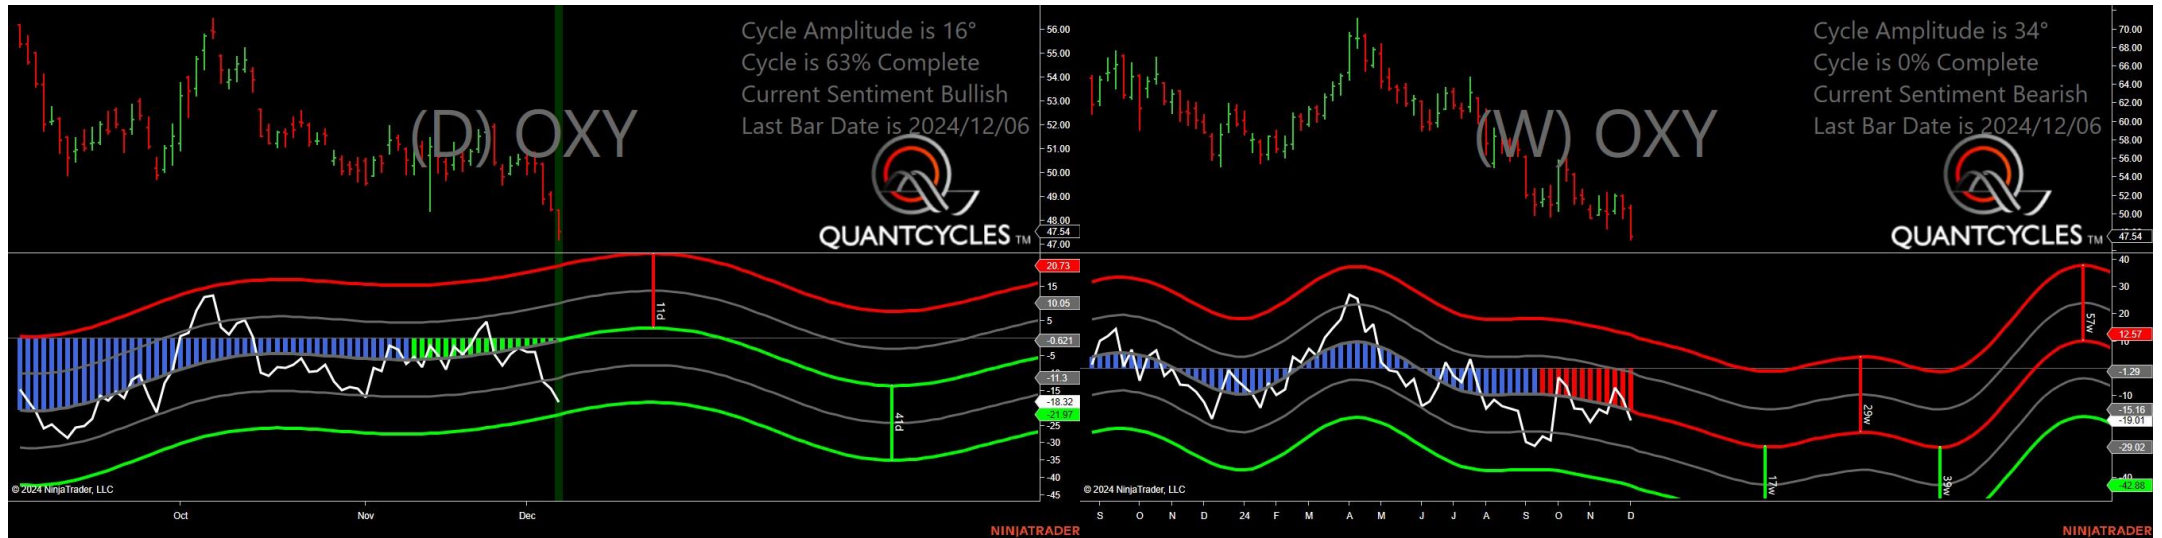 Cycle Amplitude is 16°
Cycle is 63% Complete
Current Sentiment Bullish
Last Bar Date is 2024/12/06
(D) OXY
QUANTCYCLES TM
56.00
55.00
54.00
53.00
52.00
51.00
50.00
49.00
48.00
47.54
47.00
20.73
15
10.05
5
-0.621
-5
-11.3
-15
-18.32
-21.97
-25
-30
-35
-40
-45
11d
41d
© 2024 NinjaTrader, LLC
Oct
Nov
Dec
NINJATRADER
Cycle Amplitude is 34°
Cycle is 0% Complete
Current Sentiment Bearish
Last Bar Date is 2024/12/06
(W) OXY
QUANTCYCLES TM
70.00
68.00
66.00
64.00
62.00
60.00
58.00
56.00
54.00
52.00
50.00
47.54
40
30
20
12.57
10
-1.29
-10
-15.16
-19.01
-29.02
-40
-42.88
57w
29w
17w
39w
© 2024 NinjaTrader, LLC
S
O
N
D
24
F
M
A
M
J
J
A
S
O
N
D
NINJATRADER